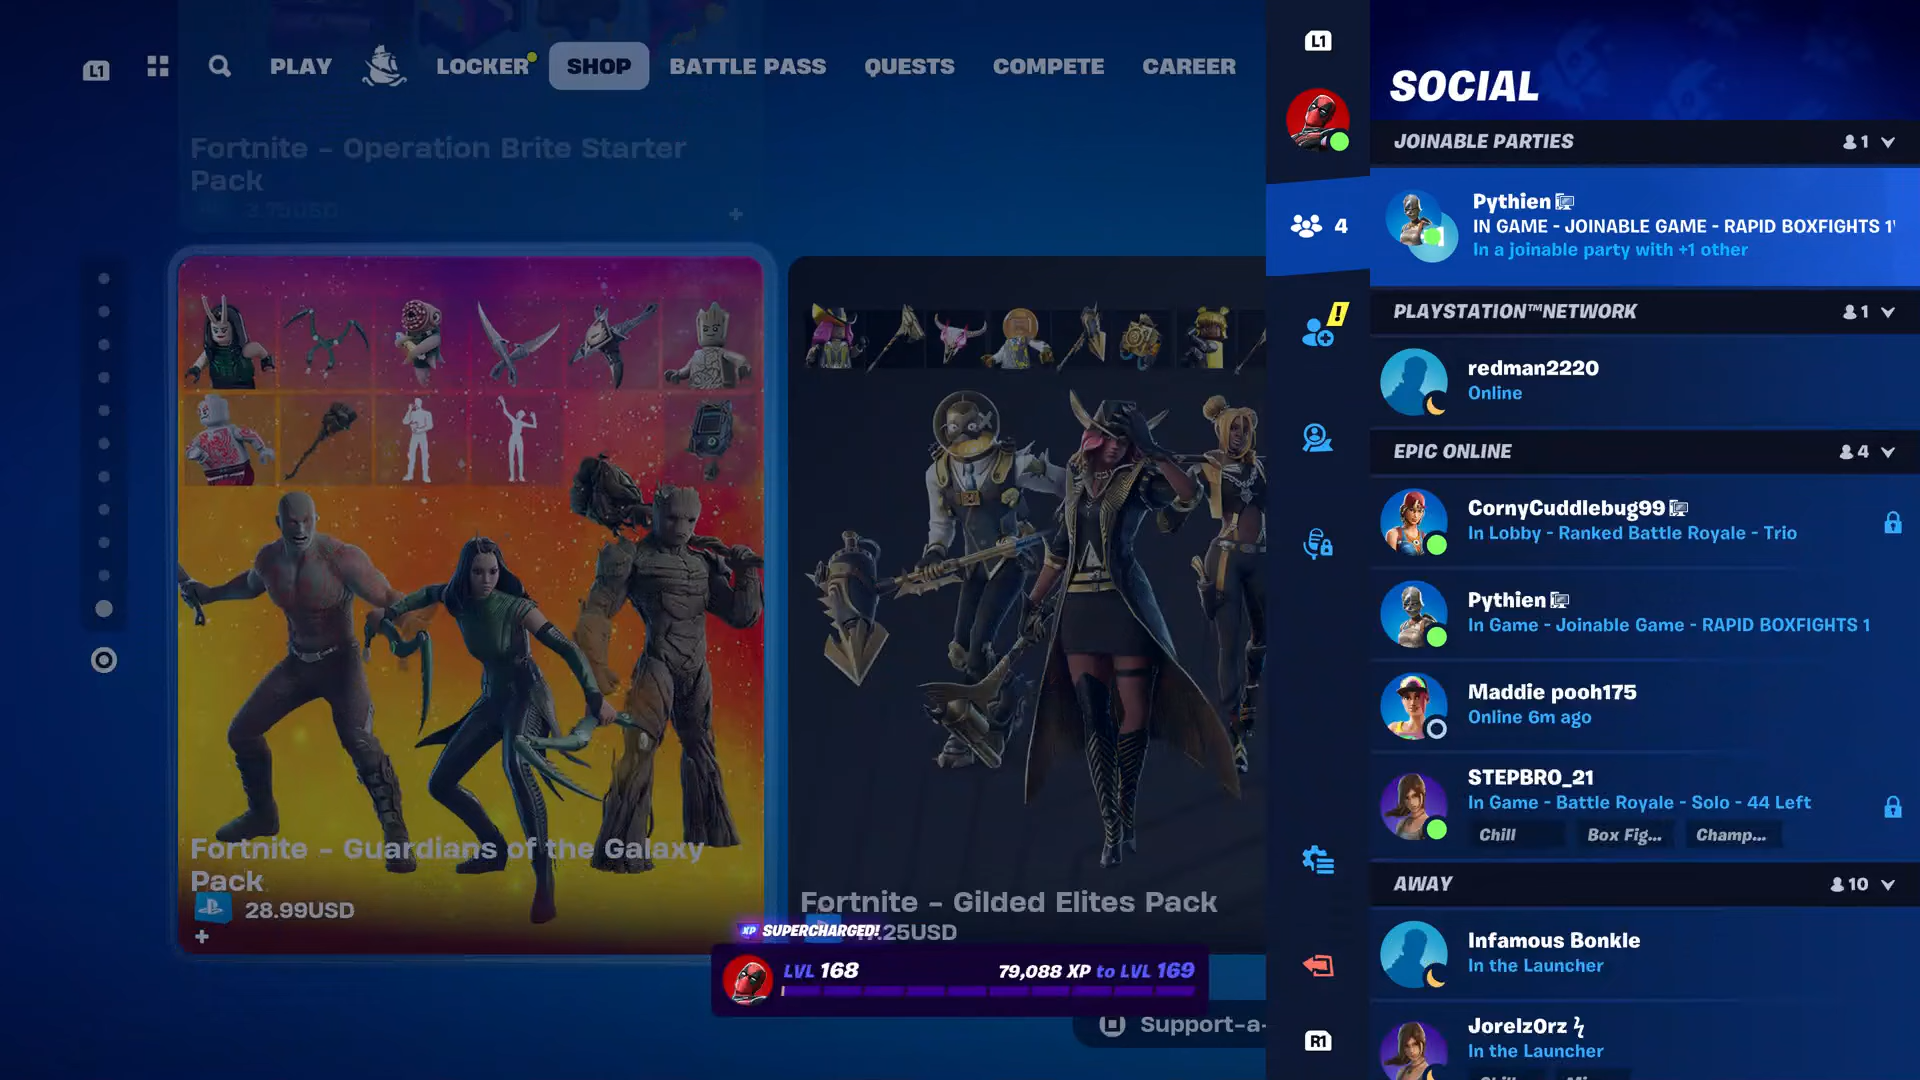 L1
PLAY
LOCKER
SHOP
BATTLE PASS
QUESTS
COMPETE
CAREER
Fortnite - Operation Brite Starter
Pack
3.75USD
Fortnite - Guardians of the Galaxy
Pack
28.99USD
Fortnite - Gilded Elites Pack
.25USD
XP SUPERCHARGED!
LVL 168
79,088 XP to LVL 169
Support-a-
L1
4
!
R1
SOCIAL
JOINABLE PARTIES
1
Pythien
IN GAME - JOINABLE GAME - RAPID BOXFIGHTS 1
In a joinable party with +1 other
PLAYSTATION™NETWORK
1
redman2220
Online
EPIC ONLINE
4
CornyCuddlebug99
In Lobby - Ranked Battle Royale - Trio
Pythien
In Game - Joinable Game - RAPID BOXFIGHTS 1
Maddie pooh175
Online 6m ago
STEPBRO_21
In Game - Battle Royale - Solo - 44 Left
Chill
Box Fig...
Champ...
AWAY
10
Infamous Bonkle
In the Launcher
JorelzOrz
In the Launcher